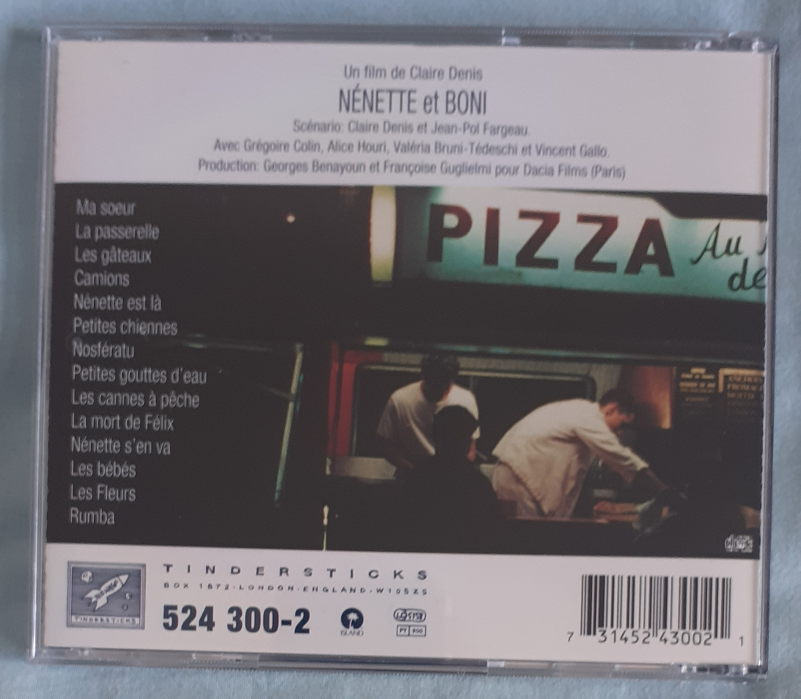 Un film de Claire Denis
NÉNETTE et BONI
Scénario: Claire Denis et Jean-Pol Fargeau.
Avec Grégoire Colin, Alice Houri, Valéria Bruni-Tédeschi et Vincent Gallo.
Production: Georges Benayoun et Françoise Guglielmi pour Dacia Films (Paris)
Ma soeur
La passerelle
Les gâteaux
Camions
Nénette est là
Petites chiennes
Nosfératu
Petites gouttes d'eau
Les cannes à pêche
La mort de Félix
Nénette s'en va
Les bébés
Les Fleurs
Rumba
PIZZA
Au
de
TINDERSTICKS
BOX 1672·LONDON·ENGLAND·W105ZS
524 300-2
TINDERSTICKS
ISLAND
7 31452 43002 1